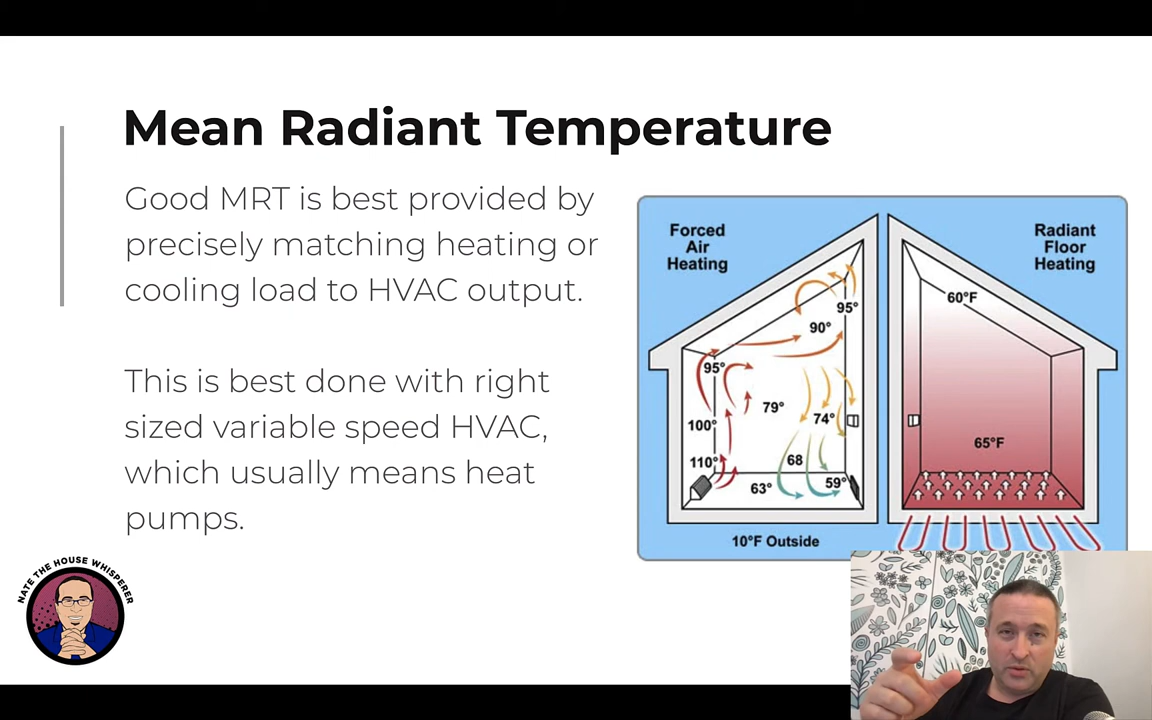 Mean Radiant Temperature
Good MRT is best provided by
precisely matching heating or
cooling load to HVAC output.
This is best done with right
sized variable speed HVAC,
which usually means heat
pumps.
Forced
Air
Heating
95°
90°
95°
79°
74°
100°
110°
68
63°
59°
10°F Outside
Radiant
Floor
Heating
60°F
65°F
NATE THE HOUSE WHISPERER